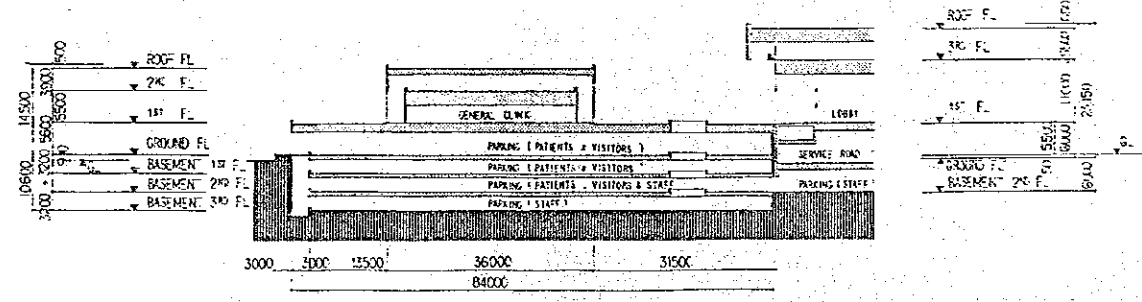 ROOF FL
2ND FL
1ST FL
GROUND FL
BASEMENT 1ST FL
BASEMENT 2ND FL
BASEMENT 3RD FL
14500
10600
3200
GENERAL CLINIC
PARKING ( PATIENTS & VISITORS )
PARKING ( PATIENTS & VISITORS )
PARKING ( PATIENTS , VISITORS & STAFF
PARKING ( STAFF )
LOBBY
SERVICE ROAD
PARKING ( STAFF )
ROOF FL
3RD FL
1ST FL
GROUND FL
BASEMENT 2ND FL
5500
6000
3000
3000
13500
36000
31500
84000